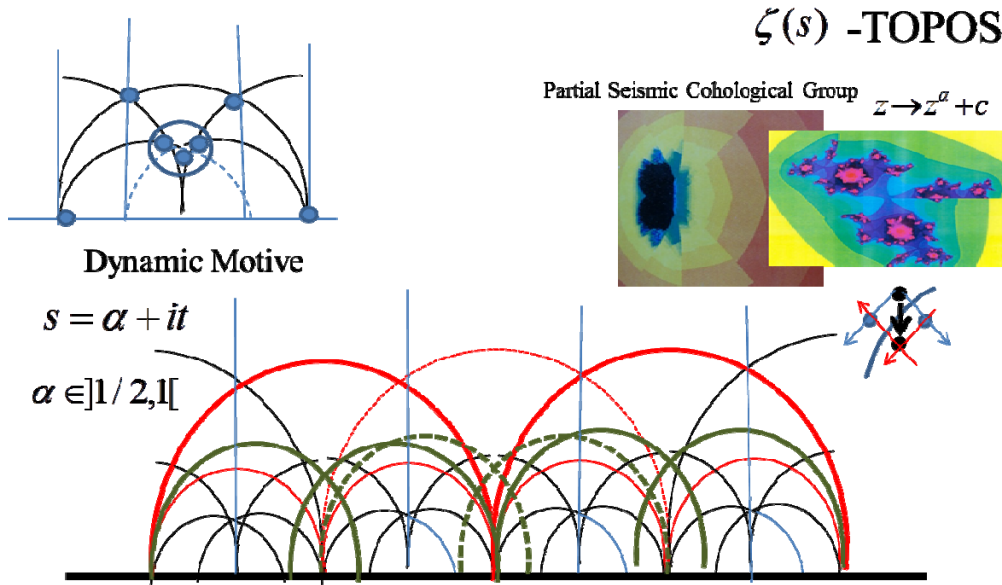 ζ(s) -TOPOS
Partial Seismic Cohological Group
z→z^α+c
Dynamic Motive
s = α + it
α ∈]1/2,1[